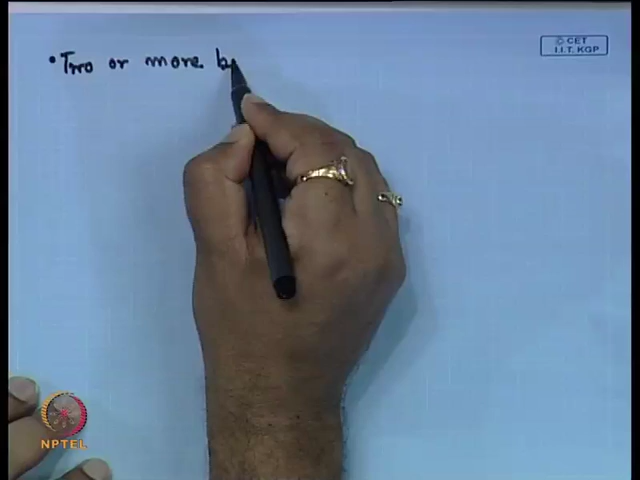 • Two or more b
© CET
I.I.T. KGP
NPTEL